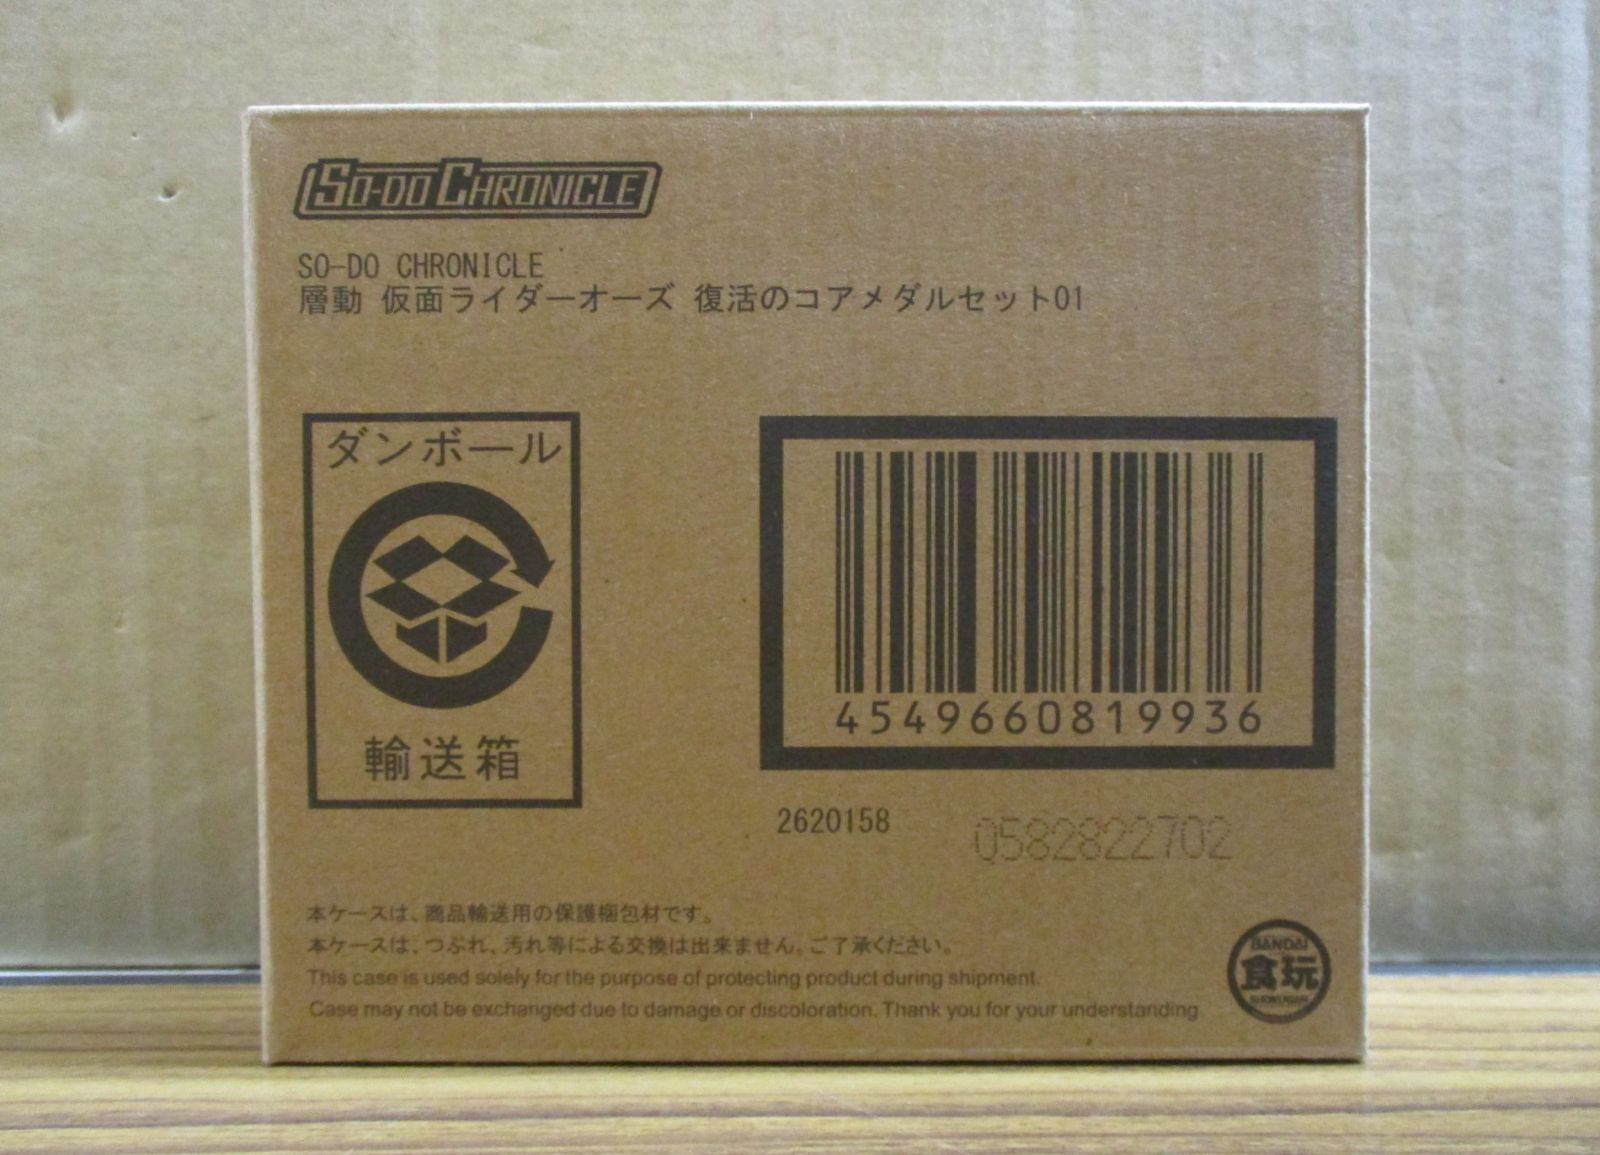 SO-DO CHRONICLE
SO-DO CHRONICLE
層動 仮面ライダーオーズ 復活のコアメダルセット01
ダンボール
輸送箱
4549660819936
2620158
0582822702
本ケースは、商品輸送用の保護梱包材です。
本ケースは、つぶれ、汚れ等による交換は出来ません。ご了承ください。
This case is used solely for the purpose of protecting product during shipment.
Case may not be exchanged due to damage or discoloration. Thank you for your understanding.
BANDAI
食玩
SHOKUGAN